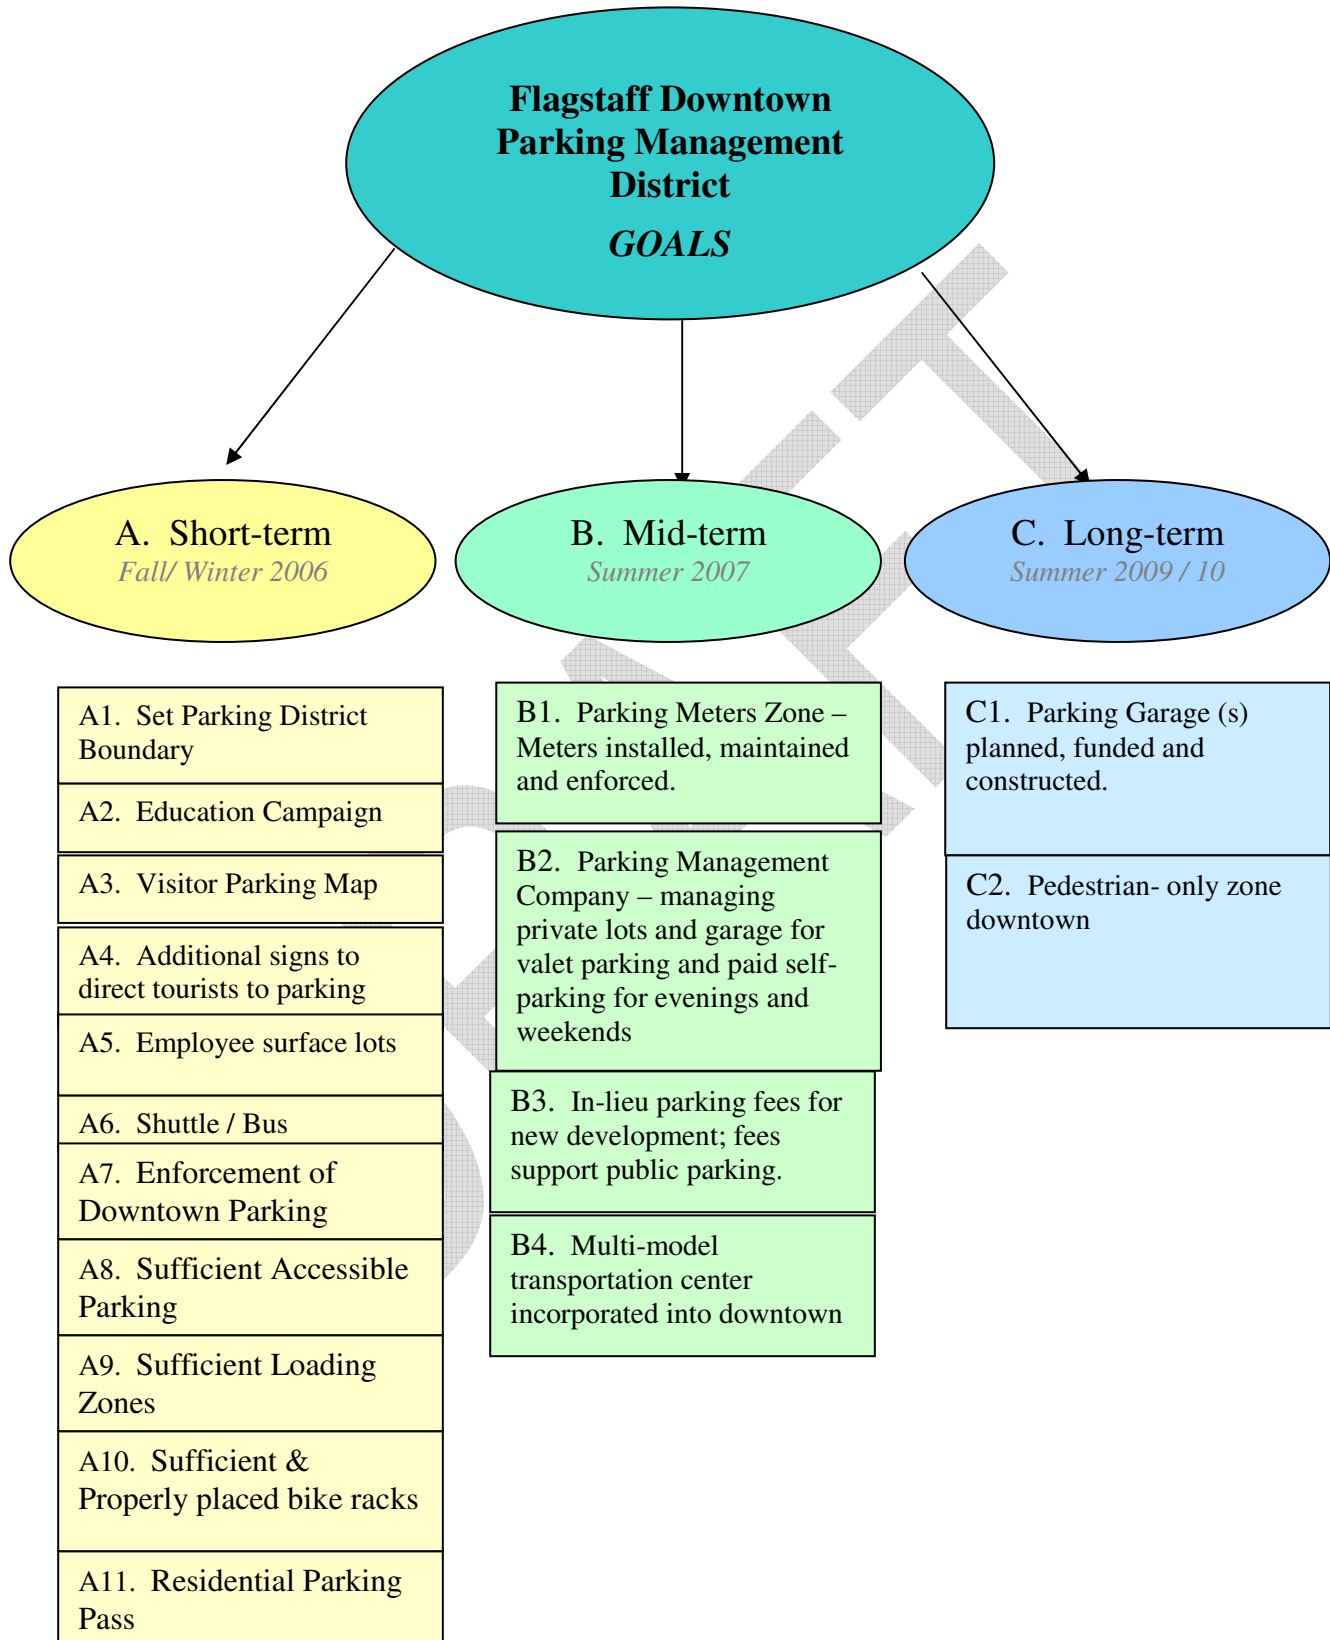 Flagstaff Downtown
Parking Management
District
GOALS
A. Short-term
Fall/ Winter 2006
B. Mid-term
Summer 2007
C. Long-term
Summer 2009 / 10
A1. Set Parking District
Boundary
A2. Education Campaign
A3. Visitor Parking Map
A4. Additional signs to
direct tourists to parking
A5. Employee surface lots
A6. Shuttle / Bus
A7. Enforcement of
Downtown Parking
A8. Sufficient Accessible
Parking
A9. Sufficient Loading
Zones
A10. Sufficient &
Properly placed bike racks
A11. Residential Parking
Pass
B1. Parking Meters Zone –
Meters installed, maintained
and enforced.
B2. Parking Management
Company – managing
private lots and garage for
valet parking and paid self-
parking for evenings and
weekends
B3. In-lieu parking fees for
new development; fees
support public parking.
B4. Multi-model
transportation center
incorporated into downtown
C1. Parking Garage (s)
planned, funded and
constructed.
C2. Pedestrian- only zone
downtown
DRAFT